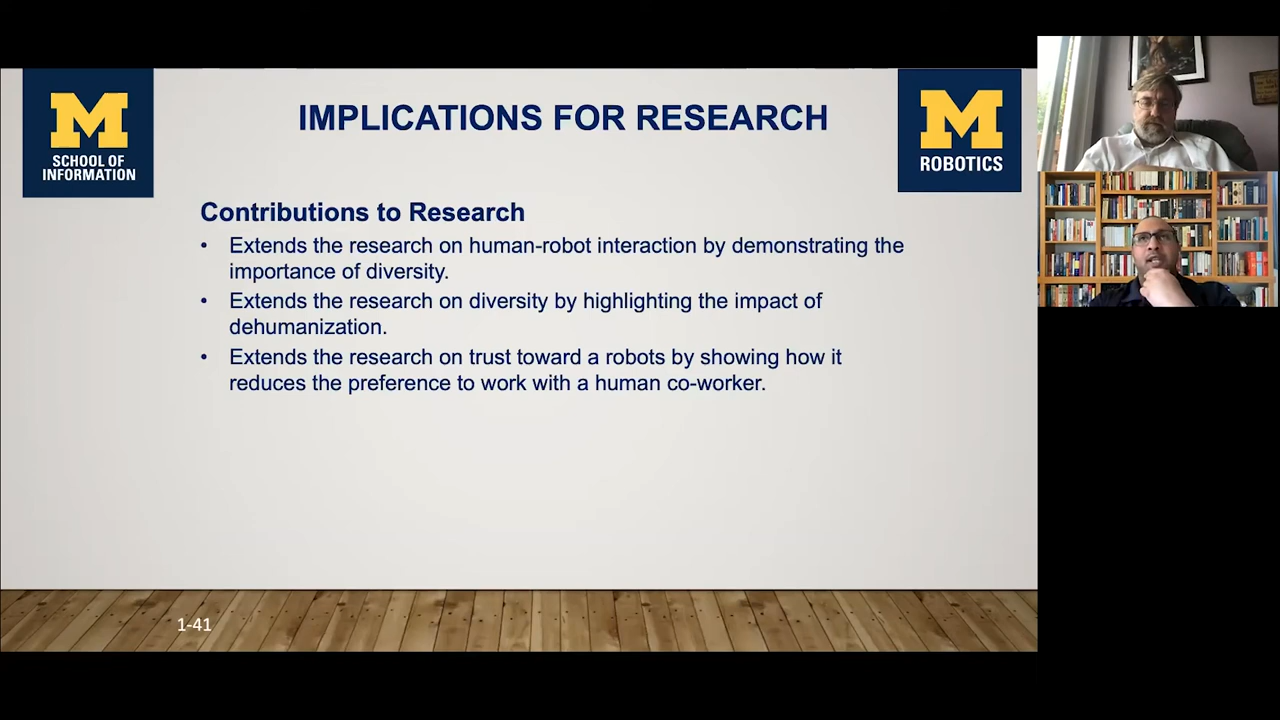 M
SCHOOL OF
INFORMATION
IMPLICATIONS FOR RESEARCH
M
ROBOTICS
Contributions to Research
• Extends the research on human-robot interaction by demonstrating the
importance of diversity.
• Extends the research on diversity by highlighting the impact of
dehumanization.
• Extends the research on trust toward a robots by showing how it
reduces the preference to work with a human co-worker.
1-41